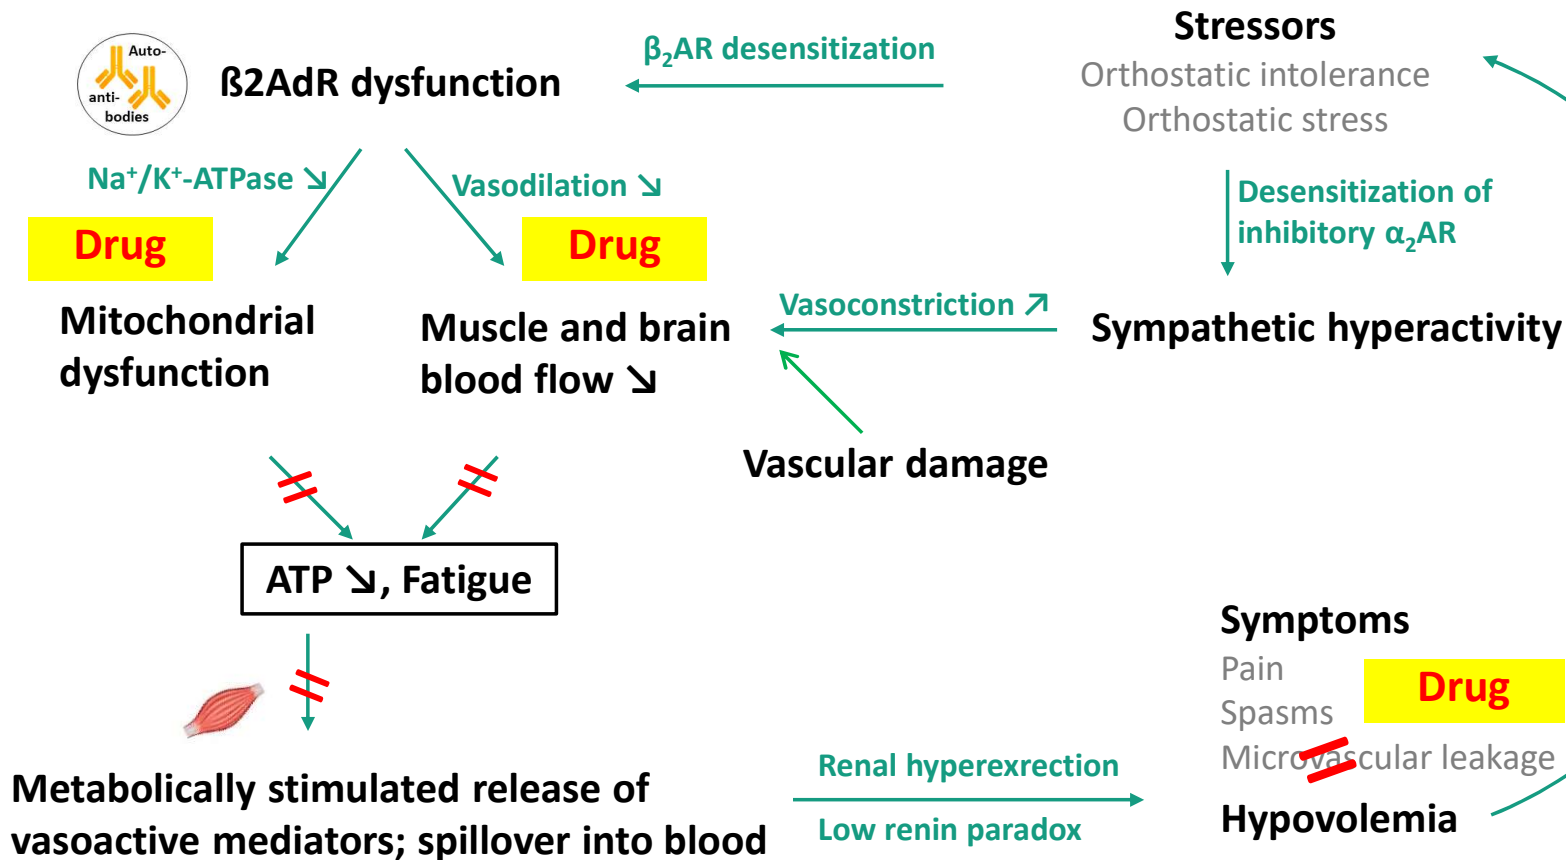 Stressors
Orthostatic intolerance
Orthostatic stress
β₂AR desensitization
Auto-
anti-
bodies
ß2AdR dysfunction
Na⁺/K⁺-ATPase ↘
Vasodilation ↘
Desensitization of
inhibitory α₂AR
Drug
Drug
Mitochondrial
dysfunction
Muscle and brain
blood flow ↘
Vasoconstriction ↗
Sympathetic hyperactivity
Vascular damage
ATP ↘, Fatigue
Metabolically stimulated release of
vasoactive mediators; spillover into blood
Renal hyperexrection
Low renin paradox
Symptoms
Pain
Spasms
Microvascular leakage
Drug
Hypovolemia